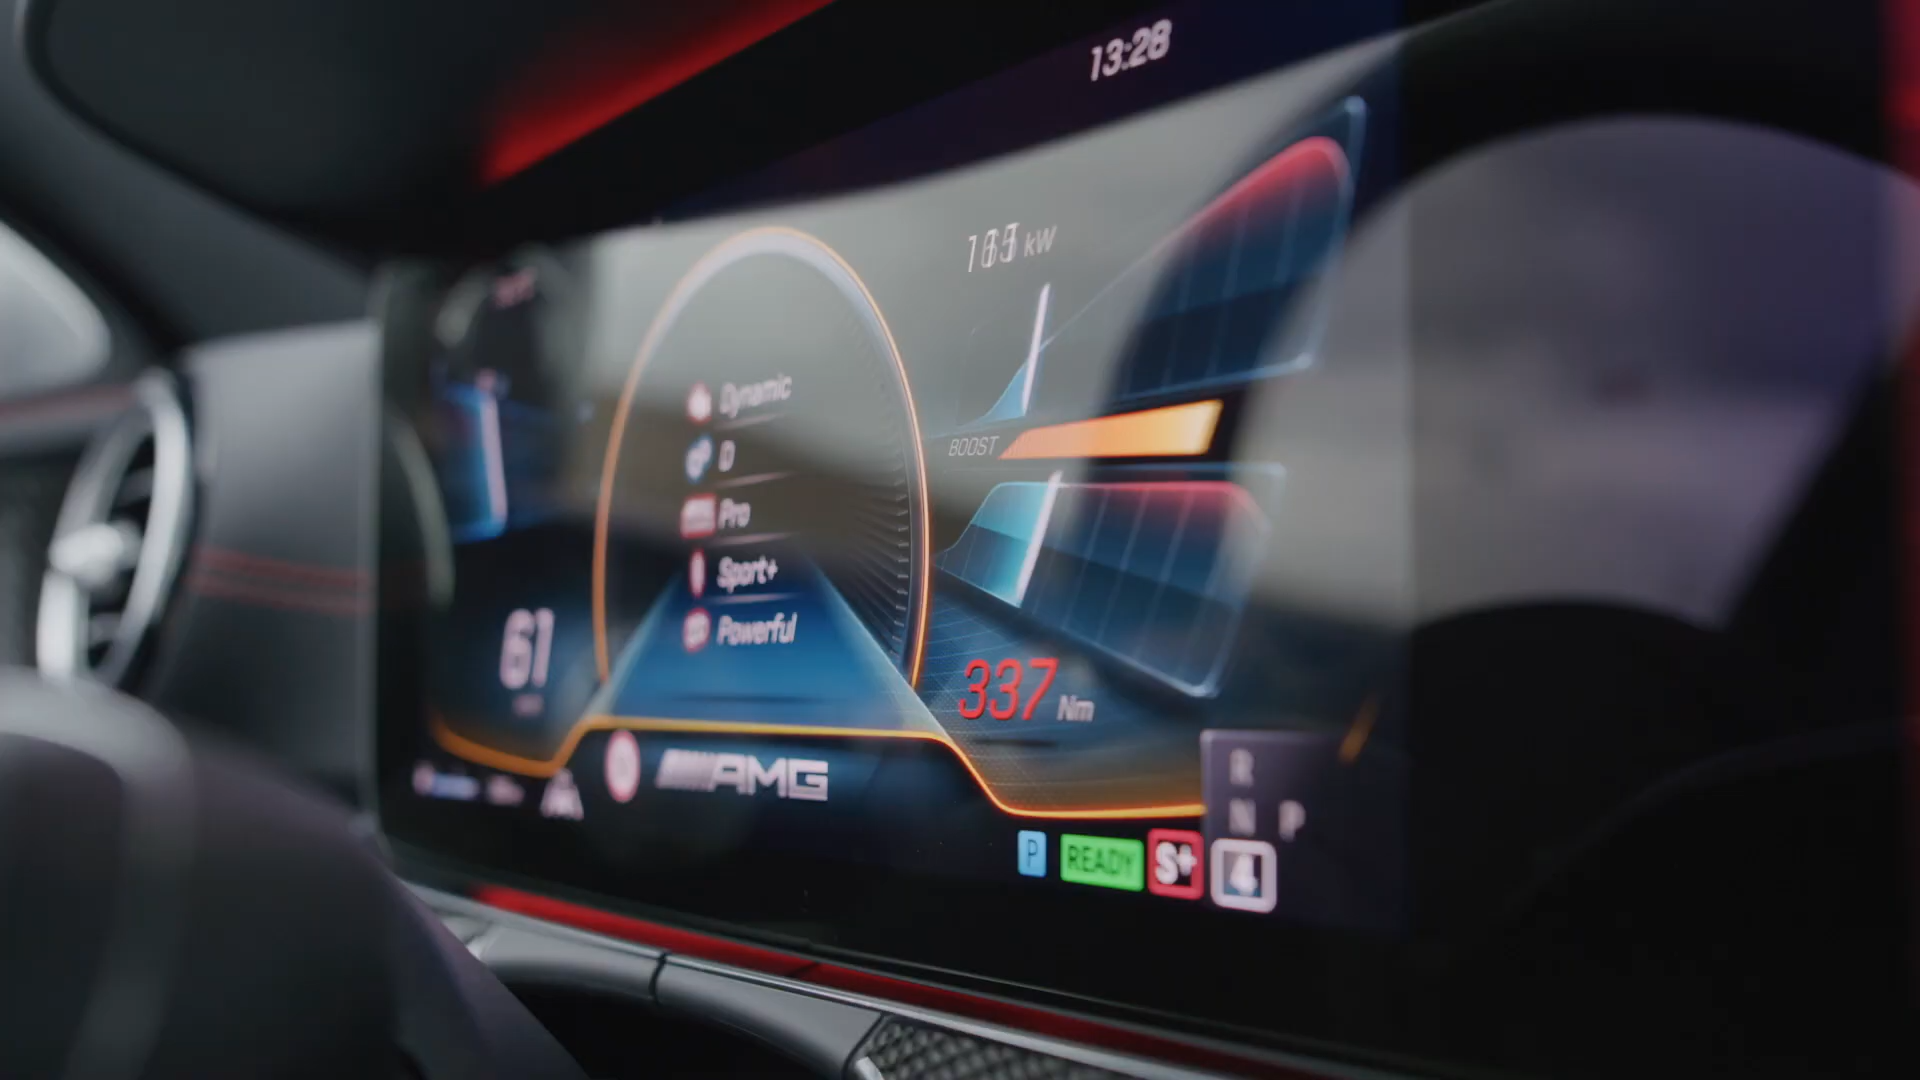 13:28
kW
Dynamic
D
BOOST
Pro
Sport+
Powerful
61
337 Nm
AMG
R
N P
P READY S+ 4